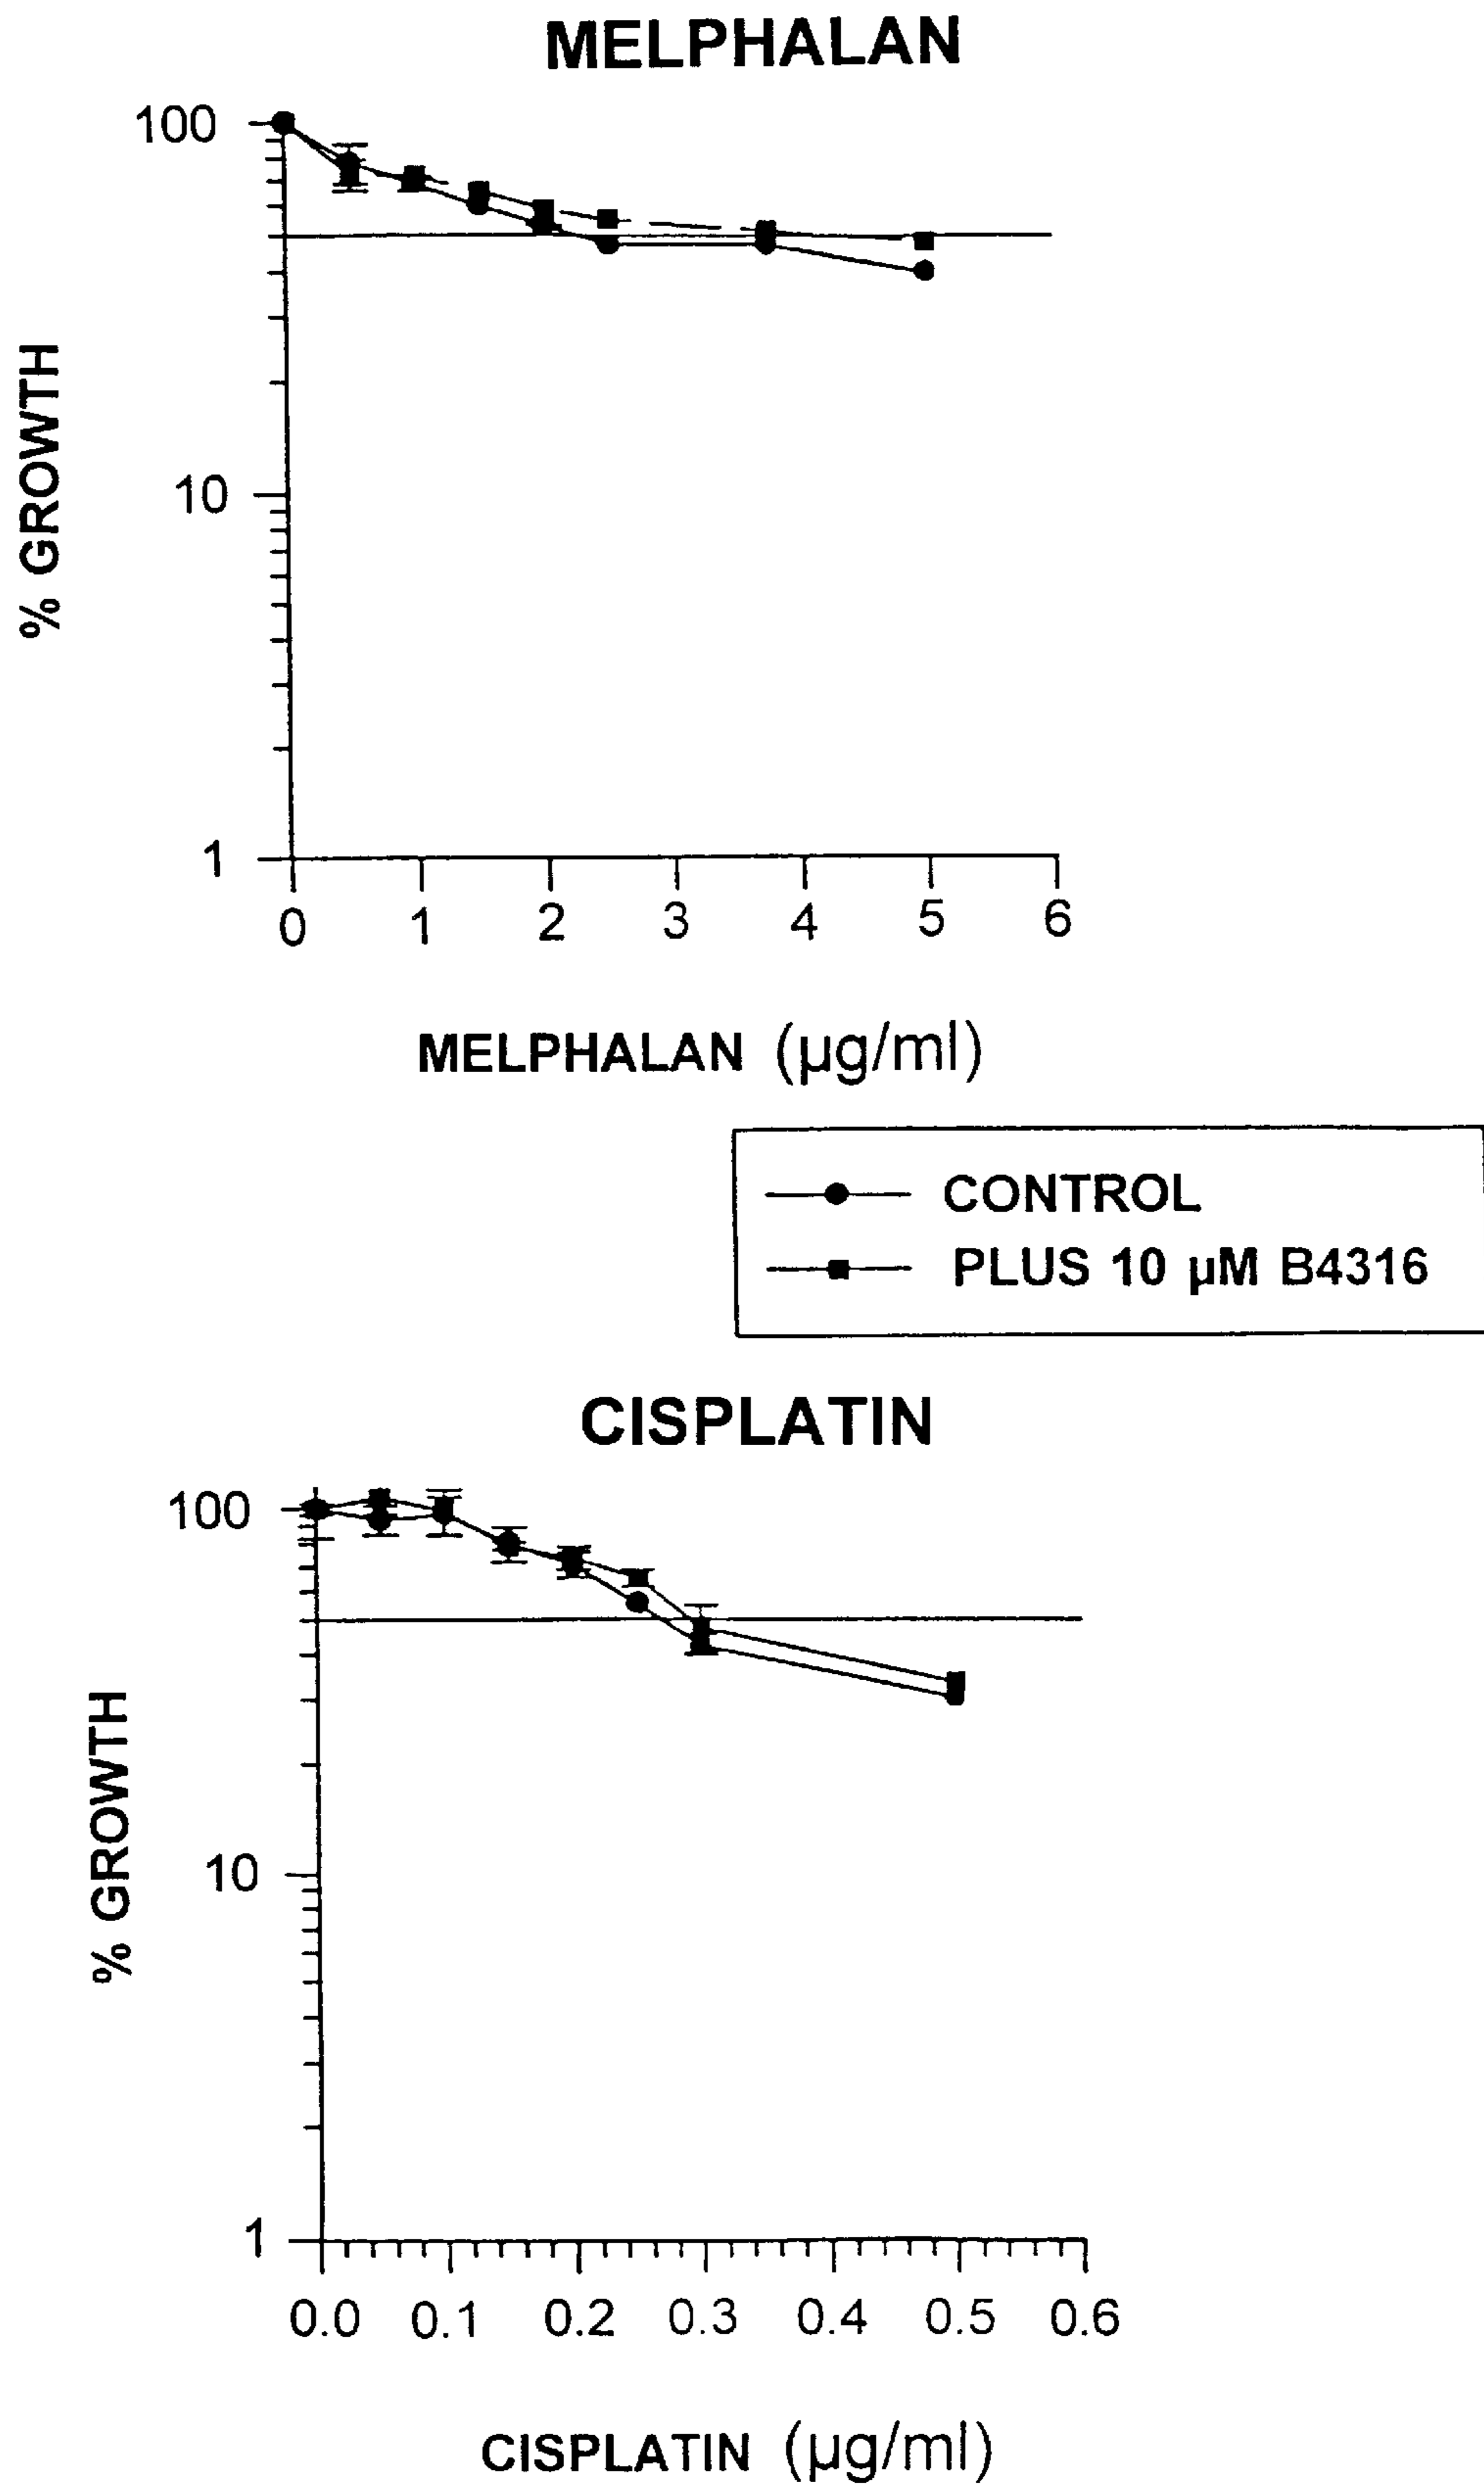 MELPHALAN
100
10
1
% GROWTH
0 1 2 3 4 5 6
MELPHALAN (µg/ml)
CONTROL
PLUS 10 µM B4316
CISPLATIN
100
10
1
% GROWTH
0.0 0.1 0.2 0.3 0.4 0.5 0.6
CISPLATIN (µg/ml)